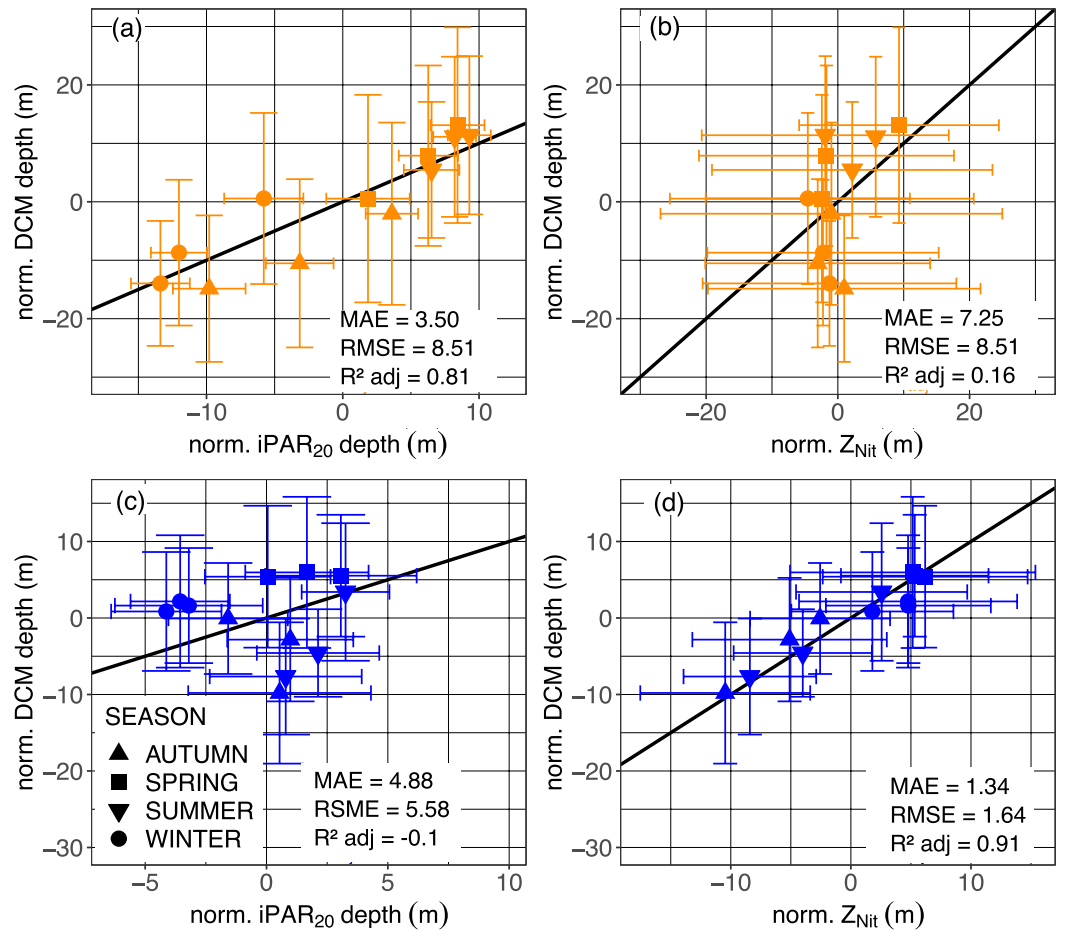 (a)
20
0
−20
norm. DCM depth (m)
MAE = 3.50
RMSE = 8.51
R² adj = 0.81
−10
0
10
norm. iPAR20 depth (m)
(b)
20
0
−20
norm. DCM depth (m)
MAE = 7.25
RMSE = 8.51
R² adj = 0.16
−20
0
20
norm. ZNit (m)
(c)
10
0
−10
−20
−30
norm. DCM depth (m)
SEASON
AUTUMN
SPRING
SUMMER
WINTER
MAE = 4.88
RSME = 5.58
R² adj = -0.1
−5
0
5
10
norm. iPAR20 depth (m)
(d)
10
0
−10
−20
−30
norm. DCM depth (m)
MAE = 1.34
RMSE = 1.64
R² adj = 0.91
−10
0
10
norm. ZNit (m)